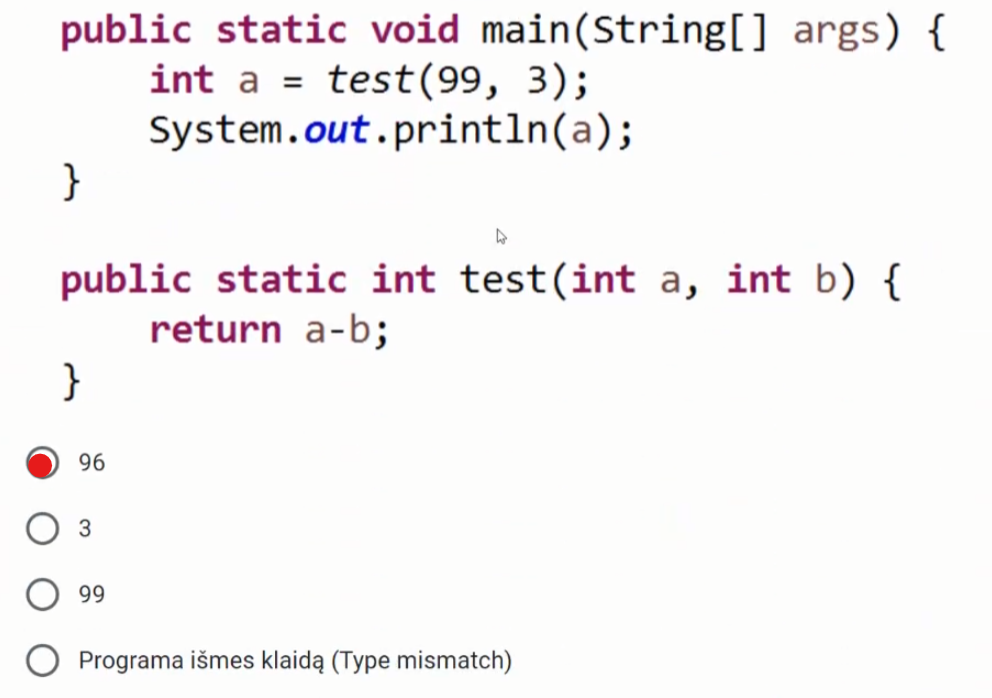 public static void main(String[] args) {
int a = test(99, 3);
System.out.println(a);
}
public static int test(int a, int b) {
return a-b;
}
96
3
99
Programa išmes klaidą (Type mismatch)